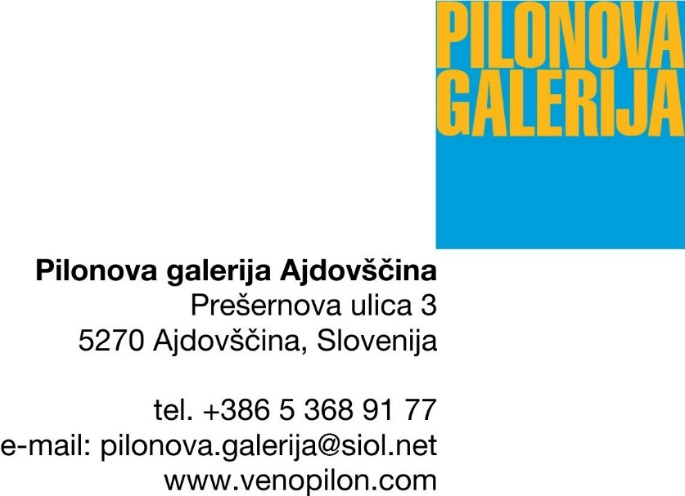 PILONOVA
GALERIJA
Pilonova galerija Ajdovščina
Prešernova ulica 3
5270 Ajdovščina, Slovenija
tel. +386 5 368 91 77
e-mail: pilonova.galerija@siol.net
www.venopilon.com